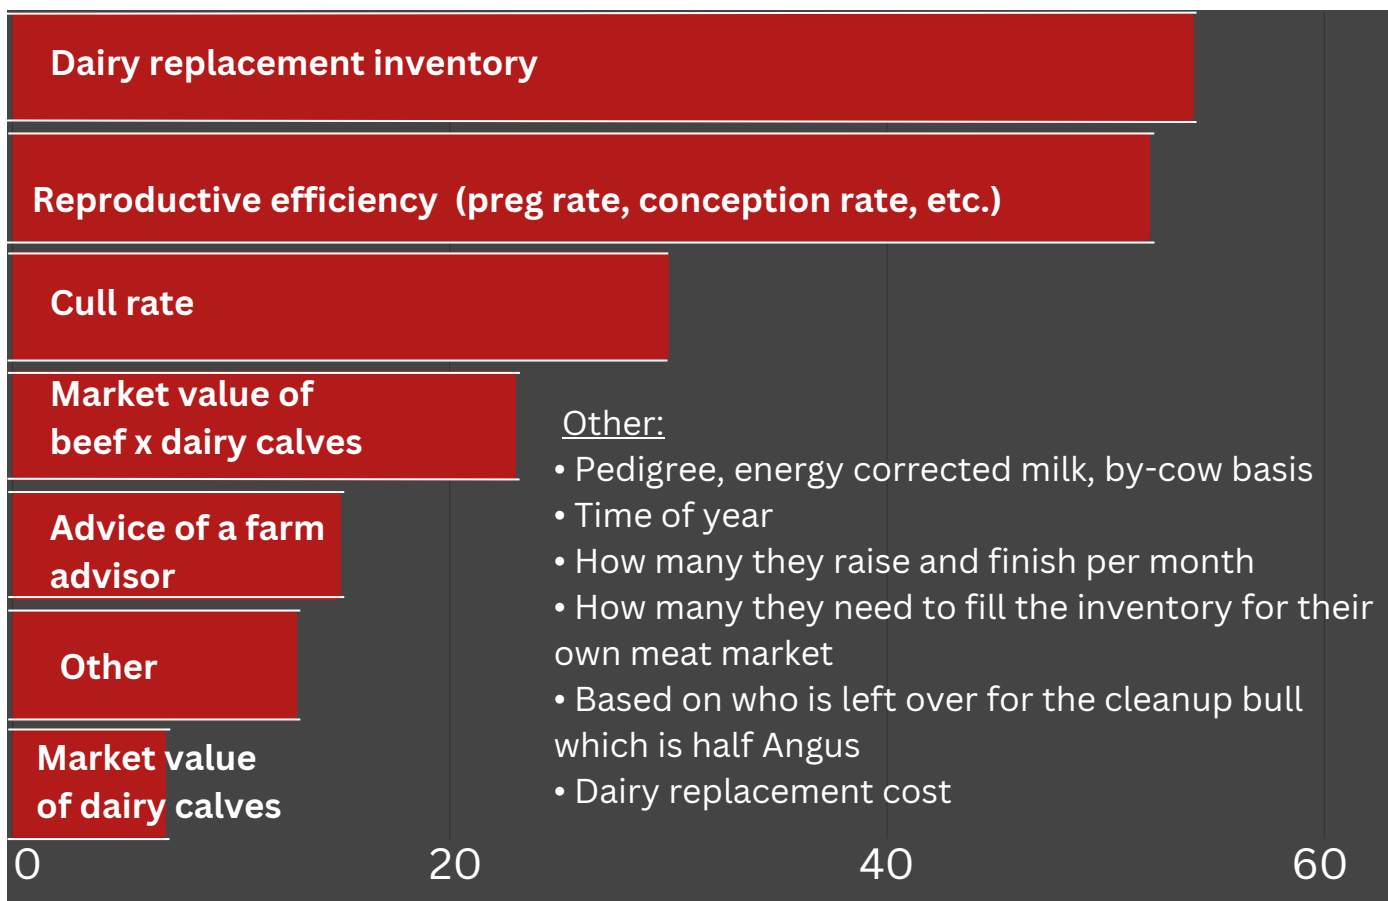 Dairy replacement inventory
Reproductive efficiency (preg rate, conception rate, etc.)
Cull rate
Market value of
beef x dairy calves
Advice of a farm
advisor
Other
Market value
of dairy calves
Other:
• Pedigree, energy corrected milk, by-cow basis
• Time of year
• How many they raise and finish per month
• How many they need to fill the inventory for their
own meat market
• Based on who is left over for the cleanup bull
which is half Angus
• Dairy replacement cost
0 20 40 60